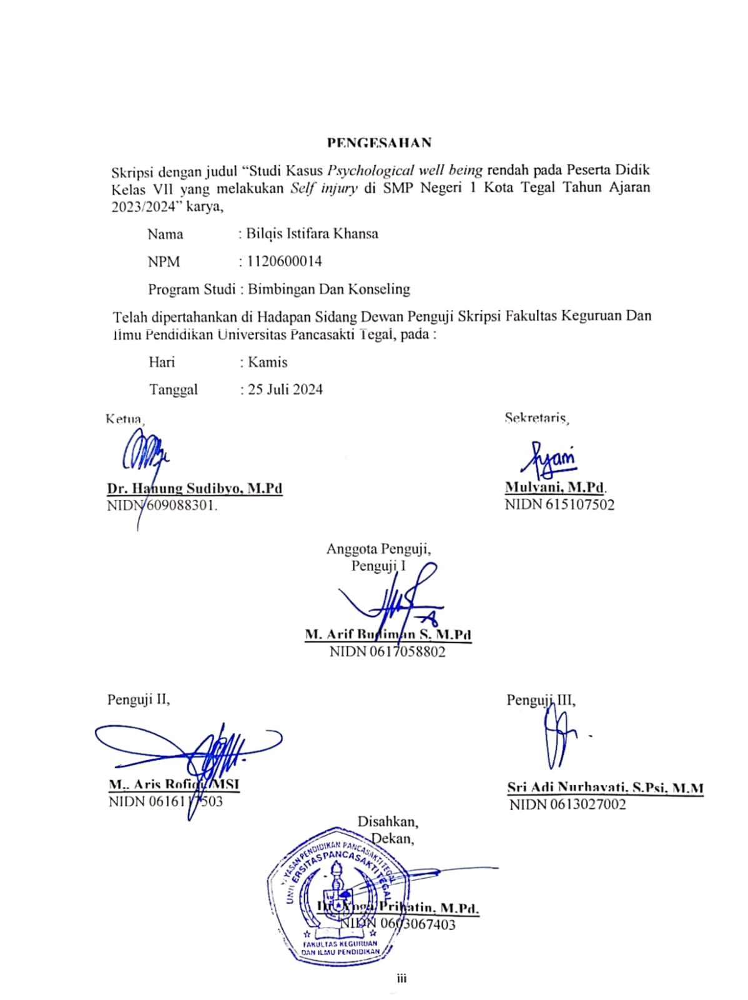 PENGESAHAN
Skripsi dengan judul “Studi Kasus Psychological well being rendah pada Peserta Didik
Kelas VII yang melakukan Self injury di SMP Negeri 1 Kota Tegal Tahun Ajaran
2023/2024” karya,
Nama : Bilqis Istifara Khansa
NPM : 1120600014
Program Studi : Bimbingan Dan Konseling
Telah dipertahankan di Hadapan Sidang Dewan Penguji Skripsi Fakultas Keguruan Dan
Ilmu Pendidikan Universitas Pancasakti Tegal, pada :
Hari : Kamis
Tanggal : 25 Juli 2024
Ketua, Sekretaris,
Dr. Hanung Sudibyo, M.Pd Mulyani, M.Pd.
NIDN 609088301. NIDN 615107502
Anggota Penguji,
Penguji I
M. Arif Budiman S. M.Pd
NIDN 0617058802
Penguji II, Penguji III,
M.. Aris Rofiqi, MSI Sri Adi Nurhayati, S.Psi, M.M
NIDN 0616117503 NIDN 0613027002
Disahkan,
Dekan,
YAYASAN PENDIDIKAN PANCASAKTI TEGAL
UNIVERSITAS PANCASAKTI TEGAL
Dr. Yoga Prihatin, M.Pd.
NIDN 0603067403
FAKULTAS KEGURUAN
DAN ILMU PENDIDIKAN
iii